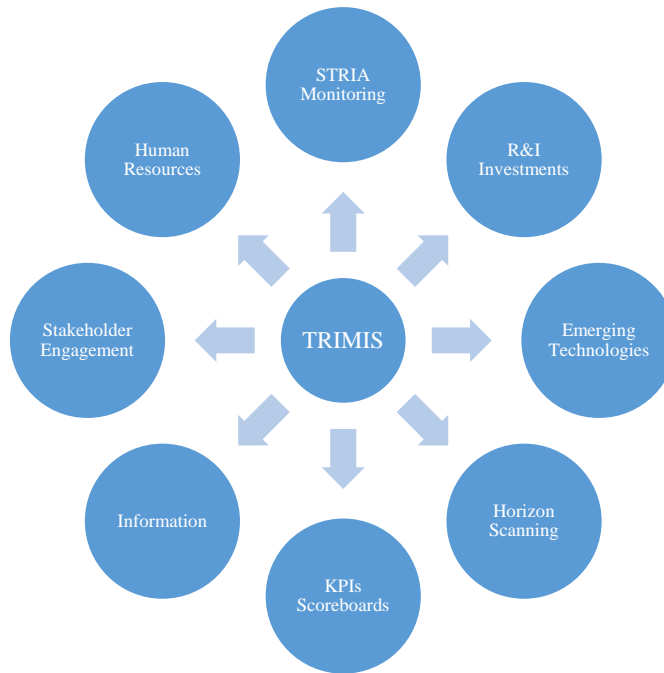 STRIA
Monitoring
Human
Resources
R&I
Investments
Stakeholder
Engagement
TRIMIS
Emerging
Technologies
Information
Horizon
Scanning
KPIs
Scoreboards